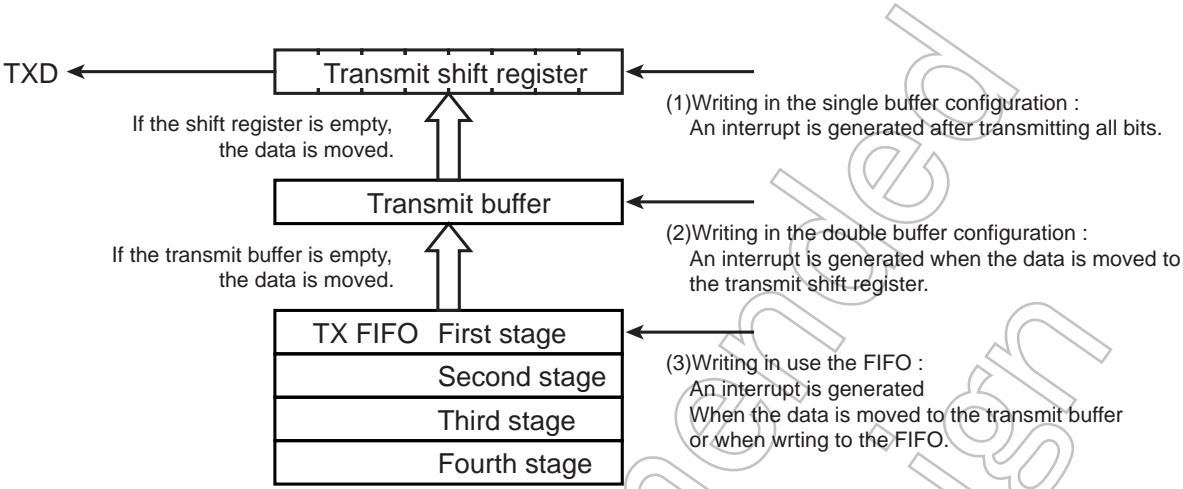 TXD
Transmit shift register
If the shift register is empty,
the data is moved.
(1)Writing in the single buffer configuration :
An interrupt is generated after transmitting all bits.
Transmit buffer
If the transmit buffer is empty,
the data is moved.
(2)Writing in the double buffer configuration :
An interrupt is generated when the data is moved to
the transmit shift register.
TX FIFO First stage
Second stage
Third stage
Fourth stage
(3)Writing in use the FIFO :
An interrupt is generated
When the data is moved to the transmit buffer
or when wrting to the FIFO.